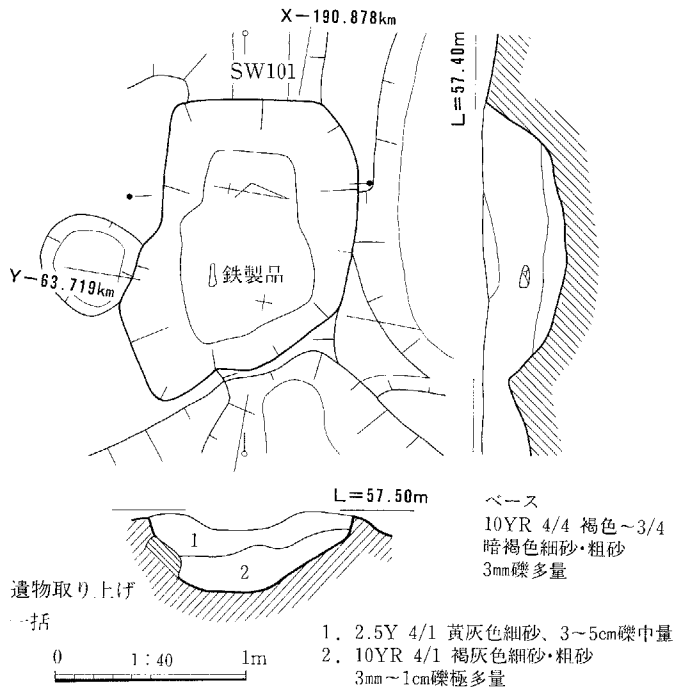 X-190.878km
SW101
L=57.40m
Y-63.719km
鉄製品
L=57.50m
1
2
ベース
10YR 4/4 褐色～3/4
暗褐色細砂・粗砂
3mm礫多量
遺物取り上げ
一括
0 1:40 1m
1. 2.5Y 4/1 黄灰色細砂、3～5cm礫中量
2. 10YR 4/1 褐灰色細砂・粗砂
3mm～1cm礫極多量